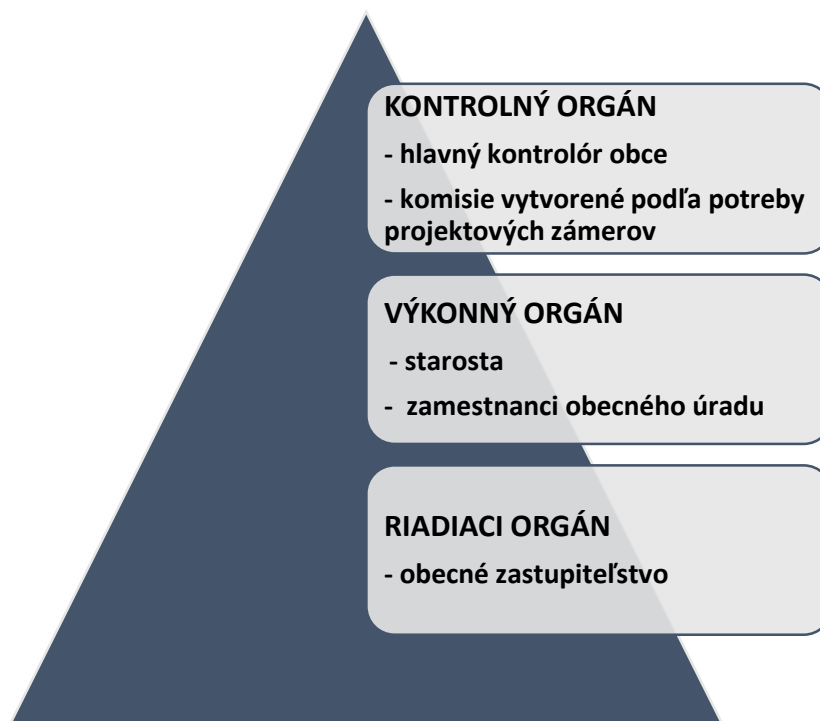 KONTROLNÝ ORGÁN
- hlavný kontrolór obce
- komisie vytvorené podľa potreby
projektových zámerov
VÝKONNÝ ORGÁN
- starosta
- zamestnanci obecného úradu
RIADIACI ORGÁN
- obecné zastupiteľstvo